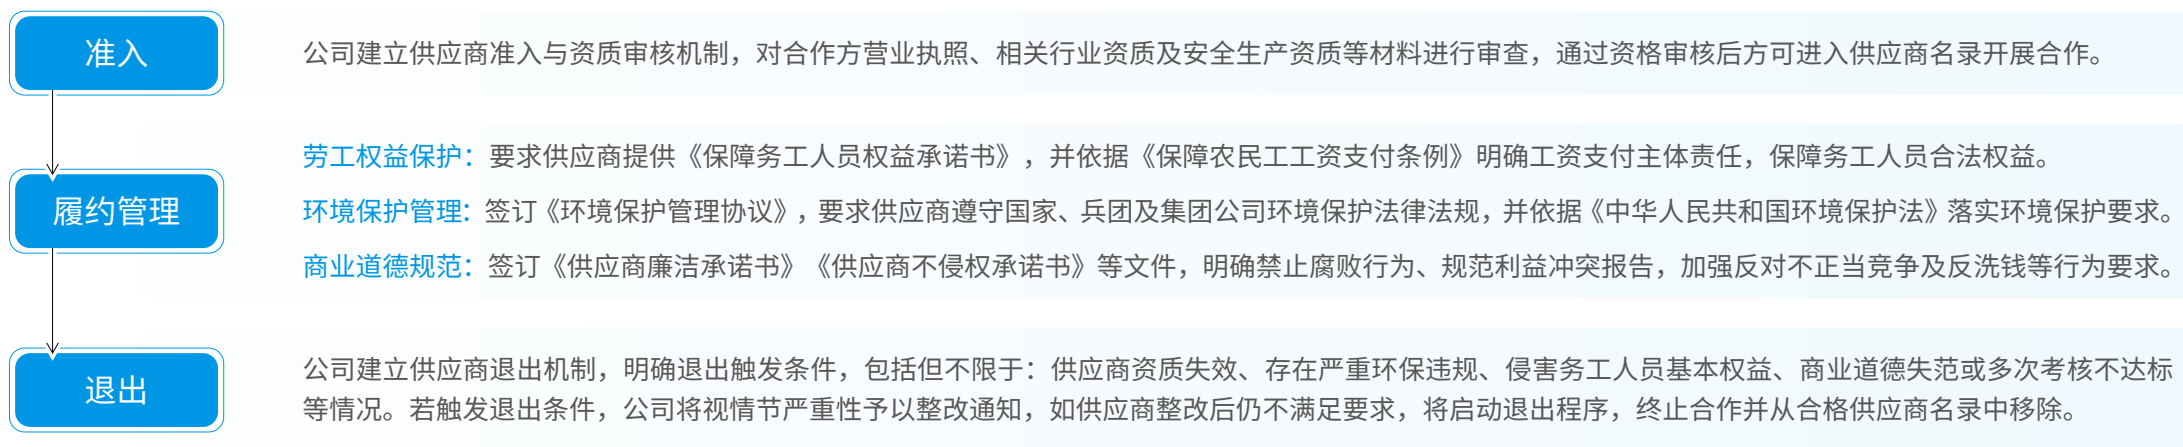 准入
公司建立供应商准入与资质审核机制，对合作方营业执照、相关行业资质及安全生产资质等材料进行审查，通过资格审核后方可进入供应商名录开展合作。
履约管理
劳工权益保护：要求供应商提供《保障务工人员权益承诺书》，并依据《保障农民工工资支付条例》明确工资支付主体责任，保障务工人员合法权益。
环境保护管理：签订《环境保护管理协议》，要求供应商遵守国家、兵团及集团公司环境保护法律法规，并依据《中华人民共和国环境保护法》落实环境保护要求。
商业道德规范：签订《供应商廉洁承诺书》《供应商不侵权承诺书》等文件，明确禁止腐败行为、规范利益冲突报告，加强反对不正当竞争及反洗钱等行为要求。
退出
公司建立供应商退出机制，明确退出触发条件，包括但不限于：供应商资质失效、存在严重环保违规、侵害务工人员基本权益、商业道德失范或多次考核不达标
等情况。若触发退出条件，公司将视情节严重性予以整改通知，如供应商整改后仍不满足要求，将启动退出程序，终止合作并从合格供应商名录中移除。